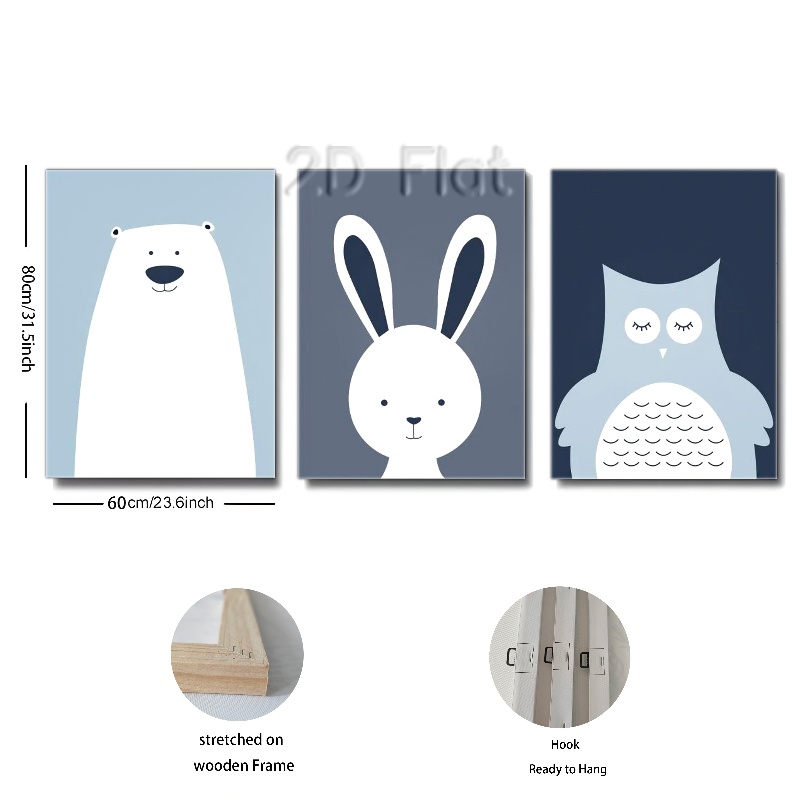 2D Flat
80cm/31.5inch
60cm/23.6inch
stretched on
wooden Frame
Hook
Ready to Hang